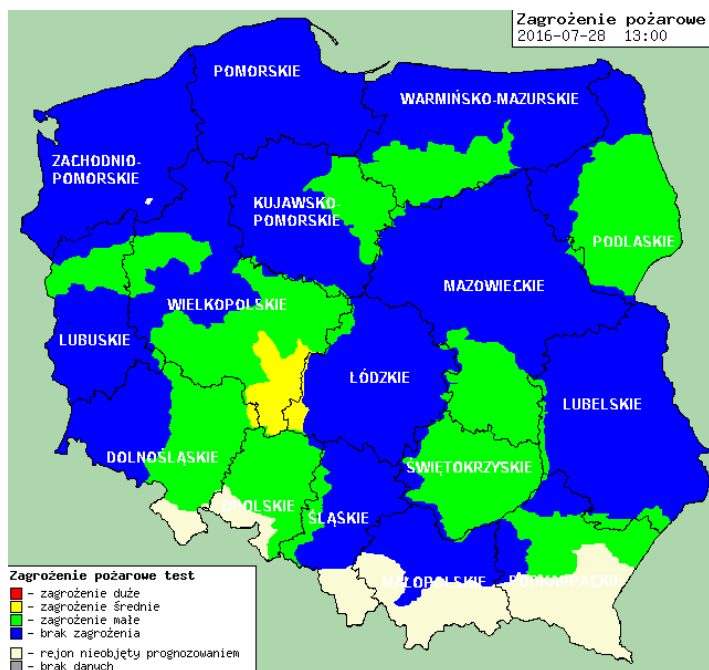 Zagrożenie pożarowe
2016-07-28 13:00
POMORSKIE
WARMIŃSKO-MAZURSKIE
ZACHODNIO-
POMORSKIE
KUJAWSKO-
POMORSKIE
PODLASKIE
MAZOWIECKIE
WIELKOPOLSKIE
LUBUSKIE
ŁÓDZKIE
LUBELSKIE
DOLNOŚLĄSKIE
ŚWIĘTOKRZYSKIE
OPOLSKIE
ŚLĄSKIE
MAŁOPOLSKIE
PODKARPACKIE
Zagrożenie pożarowe test
- zagrożenie duże
- zagrożenie średnie
- zagrożenie małe
- brak zagrożenia
- rejon nieobjęty prognozowaniem
- brak danych